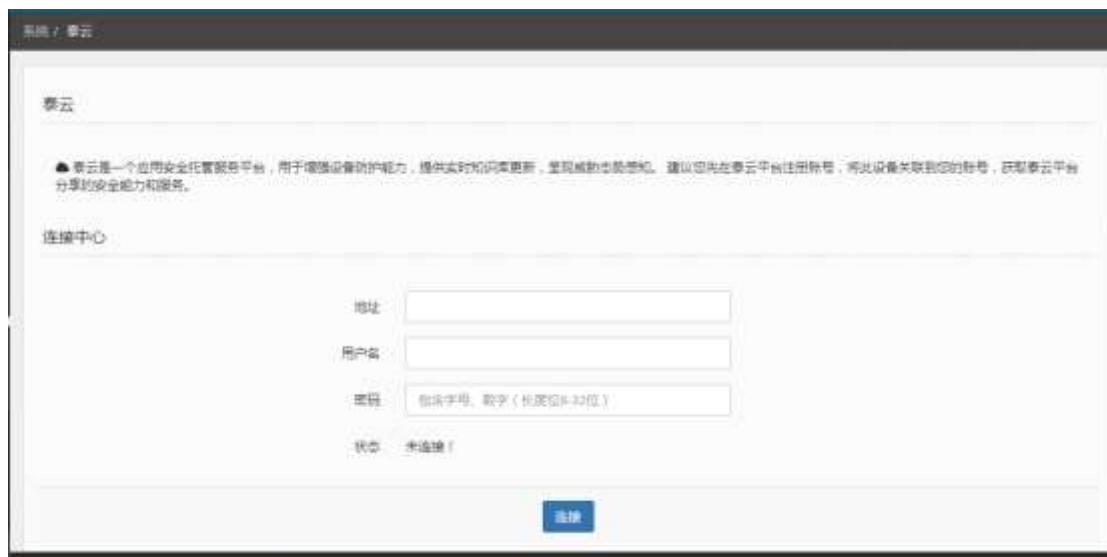 系统 / 泰云
泰云
泰云是一个应用安全托管服务平台，用于增强设备防护能力，提供实时知识库更新，呈现威胁态势感知。 建议您先在泰云平台注册账号，将此设备关联到您的账号，获取泰云平台
分享的安全能力和服务。
连接中心
地址
用户名
密码
包含字母、数字（长度位8-32位）
状态
未连接！
连接